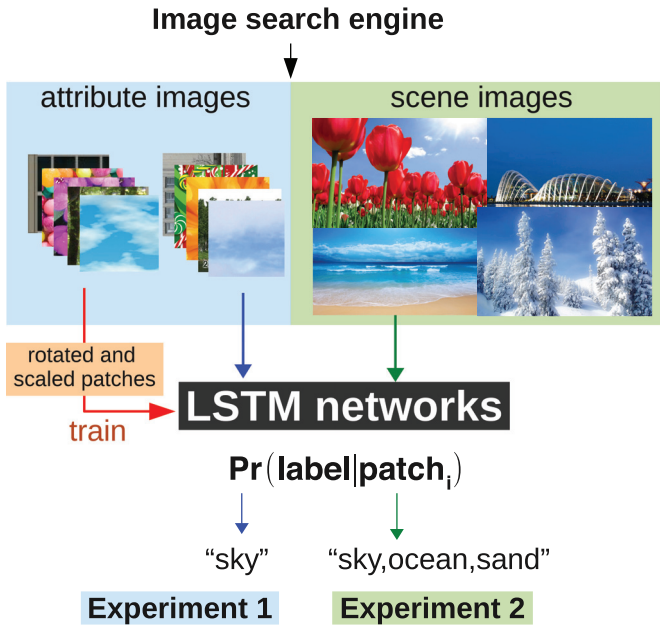 Image search engine
attribute images
scene images
rotated and
scaled patches
train
LSTM networks
Pr(label|patch_i)
"sky"
"sky,ocean,sand"
Experiment 1
Experiment 2